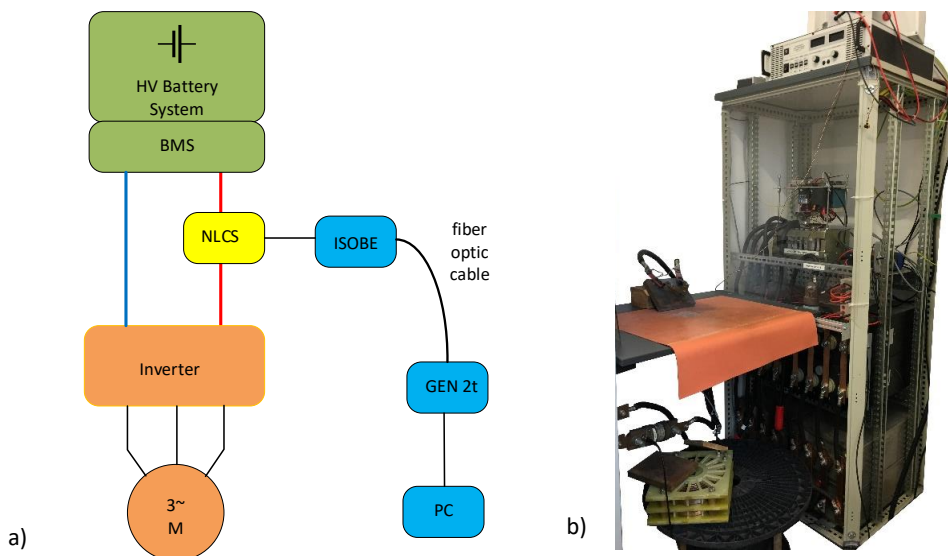 HV Battery
System
BMS
NLCS
ISOBE
fiber
optic
cable
Inverter
GEN 2t
3~
M
PC
a)
b)